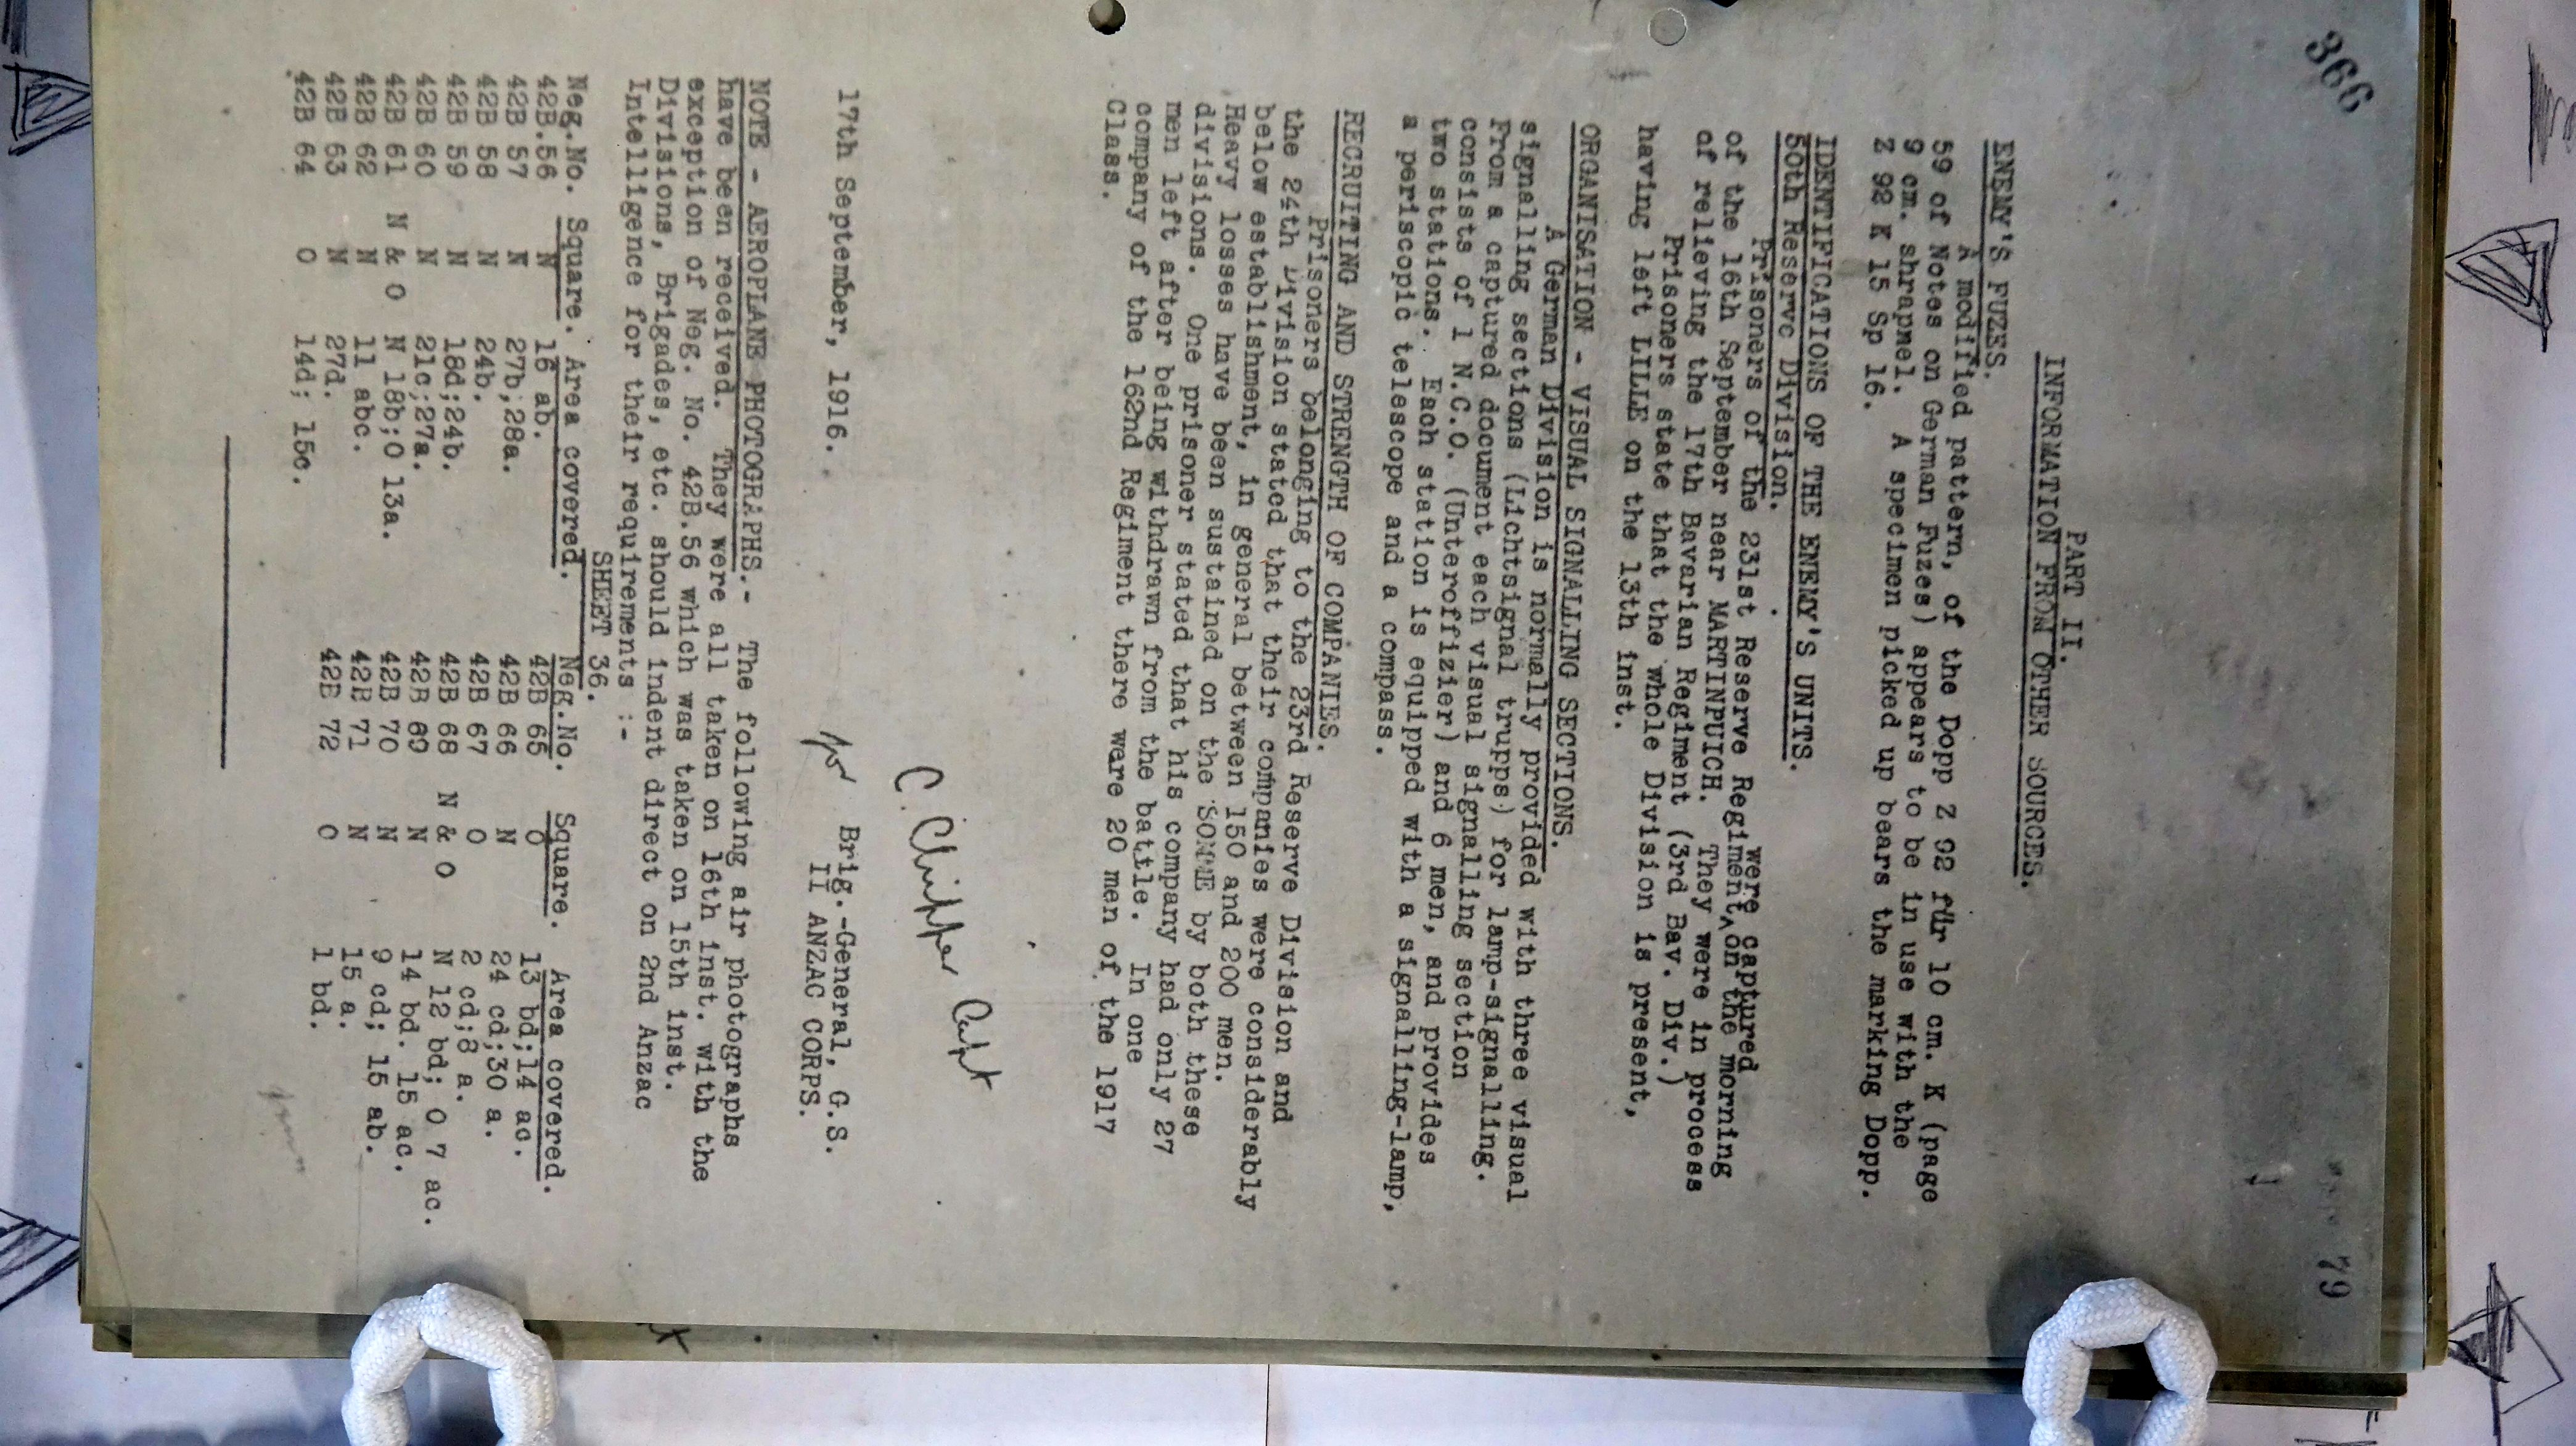 366
79
PART II.
INFORMATION FROM OTHER SOURCES.
ENEMY'S FUZES.
A modified pattern, of the Dopp Z 92 für 10 cm. K (page
59 of Notes on German Fuzes) appears to be in use with the
9 cm. shrapnel. A specimen picked up bears the marking Dopp.
Z 92 K 15 Sp 16.
IDENTIFICATIONS OF THE ENEMY'S UNITS.
50th Reserve Division.
were captured
Prisoners of the 231st Reserve Regiment ^ on the morning
of the 16th September near MARTINPUICH. They were in process
of relieving the 17th Bavarian Regiment (3rd Bav. Div.)
Prisoners state that the whole Division is present,
having left LILLE on the 13th inst.
ORGANISATION - VISUAL SIGNALLING SECTIONS.
A German Division is normally provided with three visual
signalling sections (Lichtsignal trupps) for lamp-signalling.
From a captured document each visual signalling section
consists of 1 N.C.O. (Unteroffizier) and 6 men, and provides
two stations. Each station is equipped with a signalling-lamp,
a periscopic telescope and a compass.
RECRUITING AND STRENGTH OF COMPANIES.
Prisoners belonging to the 23rd Reserve Division and
the 24th Division stated that their companies were considerably
below establishment, in general between 150 and 200 men.
Heavy losses have been sustained on the SOMME by both these
divisions. One prisoner stated that his company had only 27
men left after being withdrawn from the battle. In one
company of the 162nd Regiment there were 20 men of the 1917
Class.
C. Chipper Capt
for Brig.-General, G.S.
17th September, 1916. II ANZAC CORPS.
NOTE - AEROPLANE PHOTOGRAPHS.- The following air photographs
have been received. They were all taken on 16th inst. with the
exception of Neg. No. 42B.56 which was taken on 15th inst.
Divisions, Brigades, etc. should indent direct on 2nd Anzac
Intelligence for their requirements :-
SHEET 36.
Neg.No. Square. Area covered. Neg.No. Square. Area covered.
42B.56 N 16 ab. 42B 65 O 13 bd;14 ac.
42B 57 N 27b,28a. 42B 66 N 24 cd;30 a.
42B 58 N 24b. 42B 67 O 2 cd;8 a.
42B 59 N 18d;24b. 42B 68 N & O N 12 bd; O 7 ac.
42B 60 N 21c;27a. 42B 69 N 14 bd. 15 ac.
42B 61 N & O N 18b;O 13a. 42B 70 N 9 cd; 15 ab.
42B 62 N 11 abc. 42B 71 N 15 a.
42B 63 N 27d. 42B 72 O 1 bd.
42B 64 O 14d; 15c.